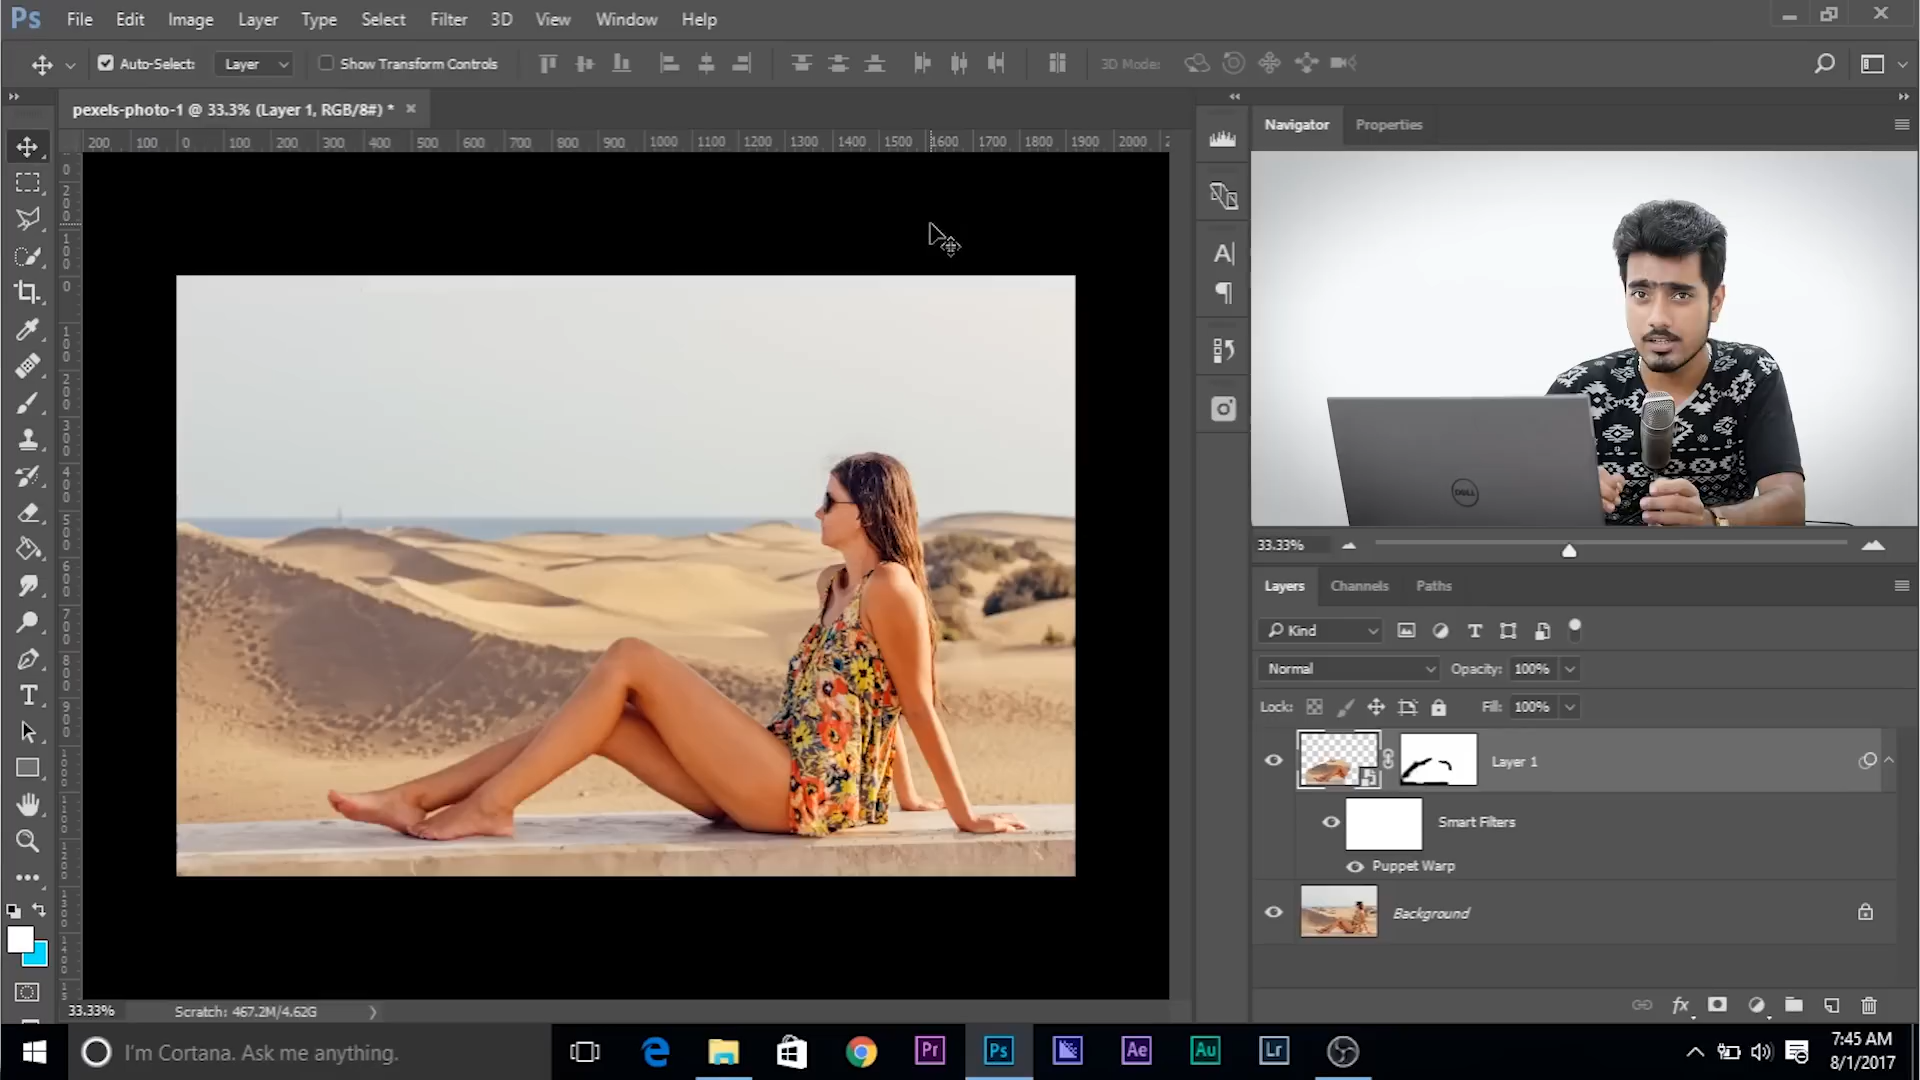 Ps File Edit Image Layer Type Select Filter 3D View Window Help
Auto-Select: Layer Show Transform Controls 3D Mode:
pexels-photo-1 @ 33.3% (Layer 1, RGB/8#) * ×
200 100 0 100 200 300 400 500 600 700 800 900 1000 1100 1200 1300 1400 1500 1600 1700 1800 1900 2000 2
Navigator Properties
DELL
33.33%
Layers Channels Paths
Kind
Normal Opacity: 100%
Lock: Fill: 100%
Layer 1
Smart Filters
Puppet Warp
Background
fx
33.33% Scratch: 467.2M/4.62G
I'm Cortana. Ask me anything.
Pr Ps Ae Au Lr
7:45 AM
8/1/2017